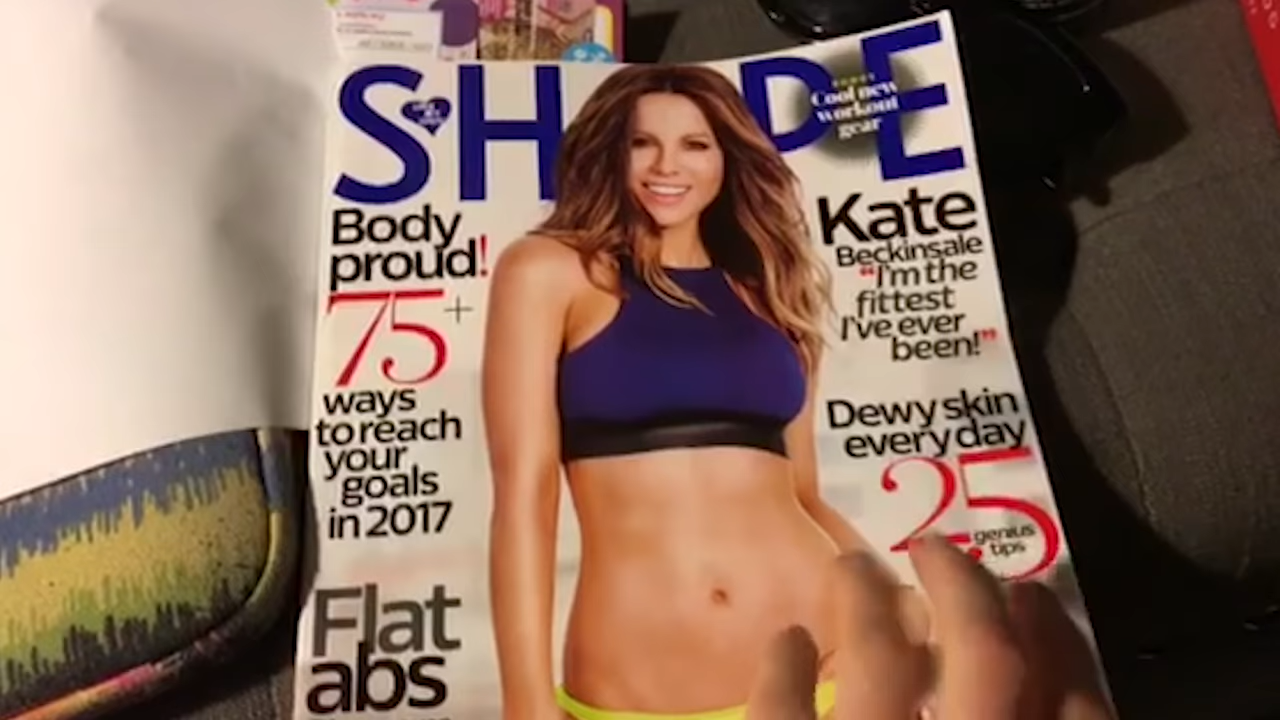 SHAPE
Cool new
workout
gear
Body
proud!
75+
ways
to reach
your
goals
in 2017
Flat
abs
Kate
Beckinsale
"I'm the
fittest
I've ever
been!"
Dewy skin
every day
25
genius
tips